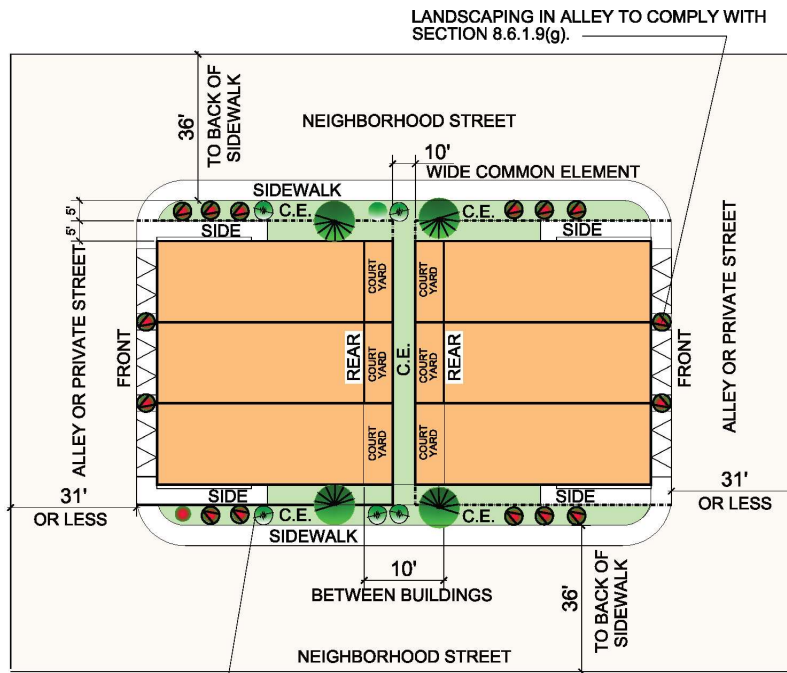 LANDSCAPING IN ALLEY TO COMPLY WITH
SECTION 8.6.1.9(g).
36'
TO BACK OF
SIDEWALK
NEIGHBORHOOD STREET
10'
WIDE COMMON ELEMENT
SIDEWALK
5'
C.E.
C.E.
5'
SIDE
SIDE
COURT
YARD
COURT
YARD
ALLEY OR PRIVATE STREET
FRONT
REAR
COURT
YARD
C.E.
COURT
YARD
REAR
FRONT
ALLEY OR PRIVATE STREET
COURT
YARD
COURT
YARD
31'
OR LESS
SIDE
SIDE
31'
OR LESS
C.E.
C.E.
SIDEWALK
10'
BETWEEN BUILDINGS
36'
TO BACK OF
SIDEWALK
NEIGHBORHOOD STREET